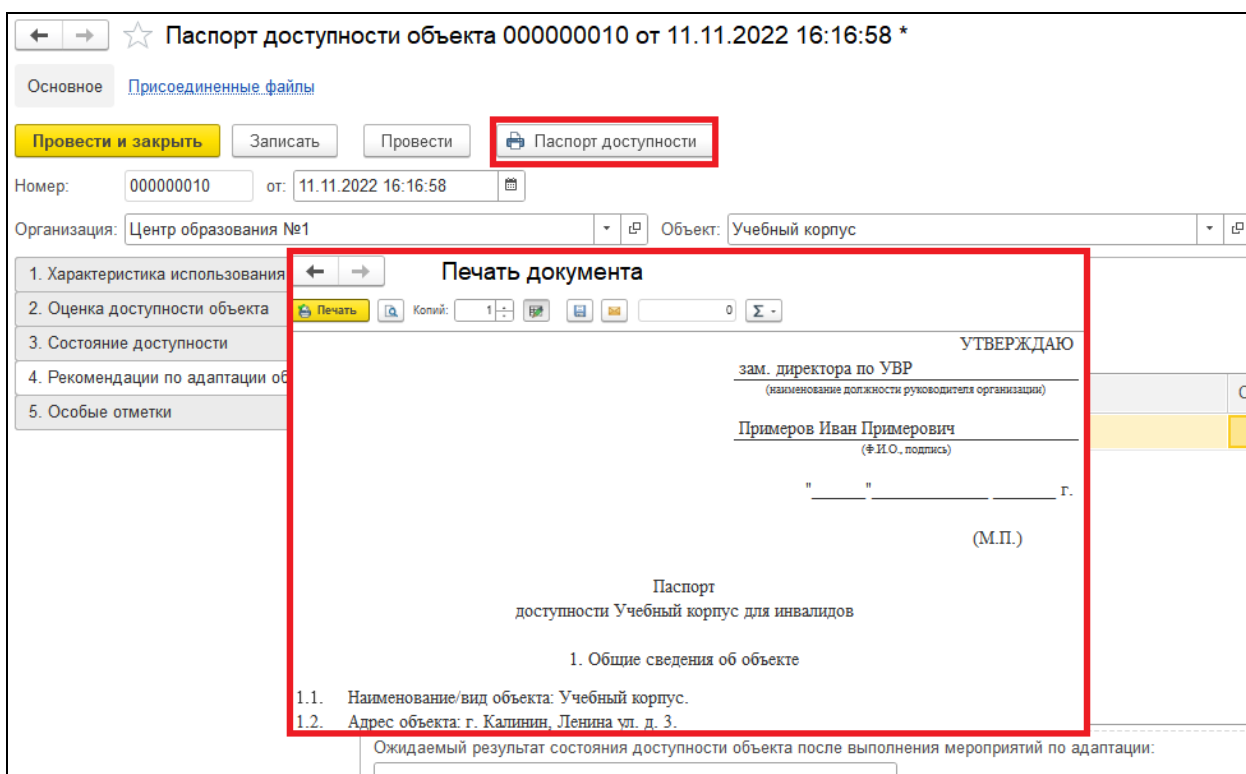 Паспорт доступности объекта 000000010 от 11.11.2022 16:16:58 *
Основное Присоединенные файлы
Провести и закрыть Записать Провести Паспорт доступности
Номер: 000000010 от: 11.11.2022 16:16:58
Организация: Центр образования №1 Объект: Учебный корпус
1. Характеристика использования
2. Оценка доступности объекта
3. Состояние доступности
4. Рекомендации по адаптации об
5. Особые отметки
Печать документа
Печать Копий: 1 0 Σ
УТВЕРЖДАЮ
зам. директора по УВР
(наименование должности руководителя организации)
Примеров Иван Примерович
(Ф.И.О., подпись)
"______"______________ _______ г.
(М.П.)
Паспорт
доступности Учебный корпус для инвалидов
1. Общие сведения об объекте
1.1. Наименование/вид объекта: Учебный корпус.
1.2. Адрес объекта: г. Калинин, Ленина ул. д. 3.
Ожидаемый результат состояния доступности объекта после выполнения мероприятий по адаптации: